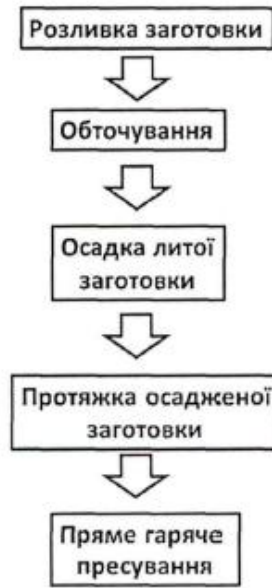 Розливка заготовки
Обточування
Осадка литої
заготовки
Протяжка осадженої
заготовки
Пряме гаряче
пресування